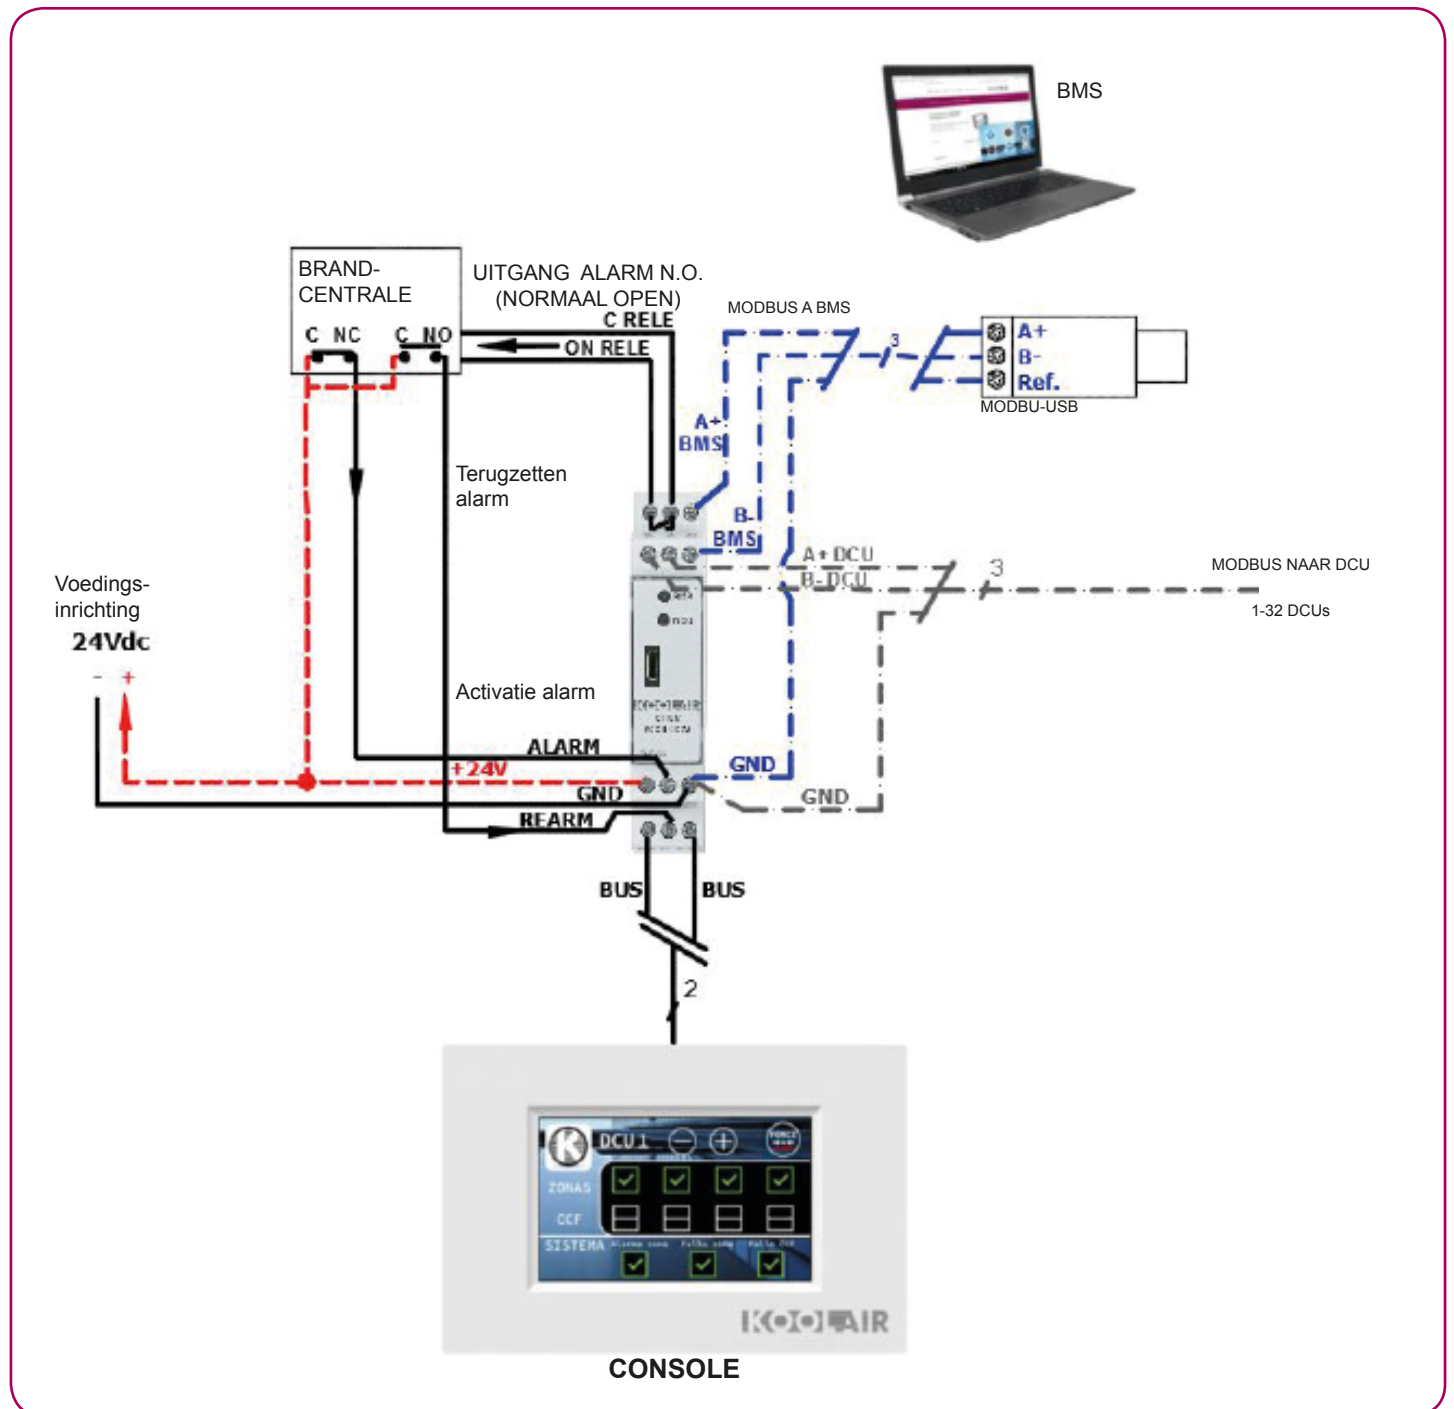 BMS
BRAND-
CENTRALE
C NC C NO
UITGANG ALARM N.O.
(NORMAAL OPEN)
C RELE
ON RELE
MODBUS A BMS
3
A+
B-
Ref.
MODBU-USB
A+
BMS
B-
BMS
Terugzetten
alarm
A+DCU
B-DCU
3
MODBUS NAAR DCU
1-32 DCUs
Voedings-
inrichting
24Vdc
- +
Activatie alarm
ALARM
+24V
GND
REARM
GND
GND
BUS BUS
2
DCU1
ZONAS
CCF
SISTEMA
KOOLAIR
CONSOLE